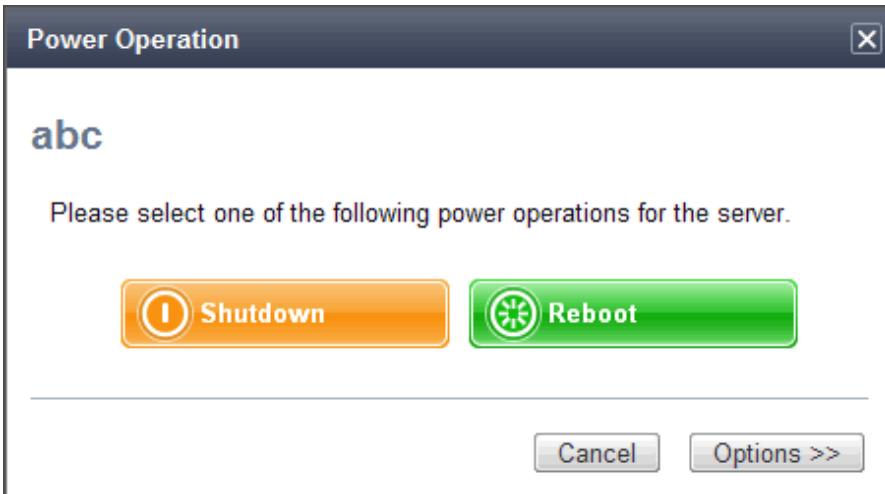 Power Operation
abc
Please select one of the following power operations for the server.
Shutdown Reboot
Cancel Options >>